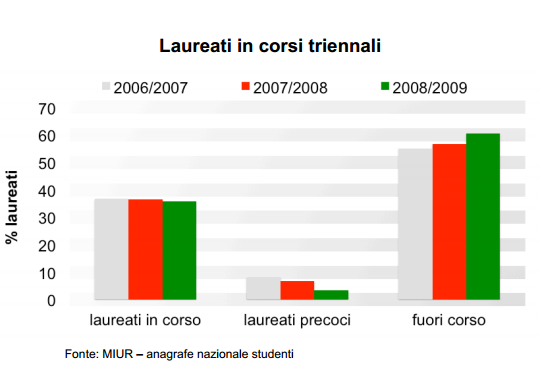 Laureati in corsi triennali
2006/2007 2007/2008 2008/2009
% laureati
70
60
50
40
30
20
10
0
laureati in corso laureati precoci fuori corso
Fonte: MIUR – anagrafe nazionale studenti